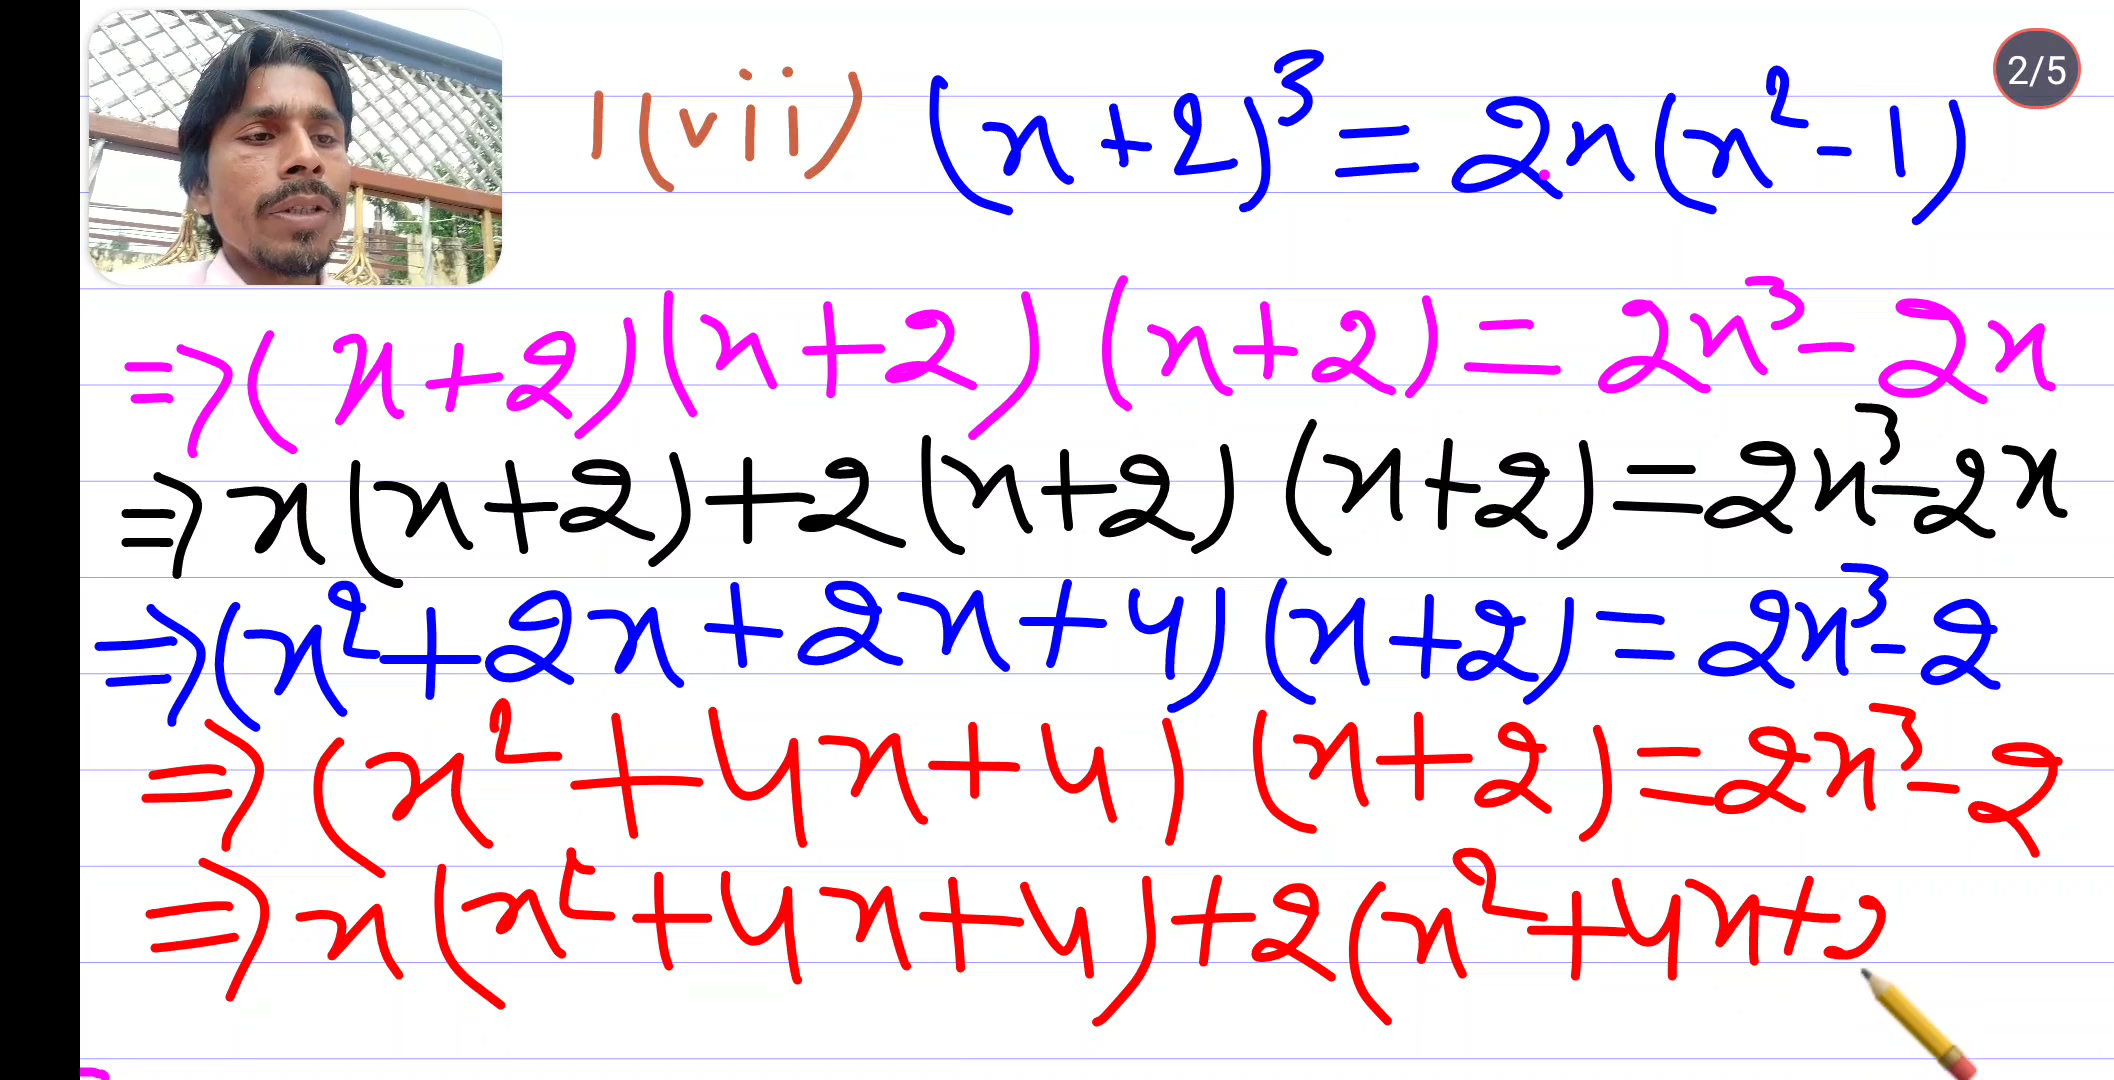 1(vii) (x+2)³ = 2x(x²-1)
2/5
⇒(x+2)(x+2)(x+2) = 2x³-2x
⇒x(x+2)+2(x+2)(x+2)=2x³-2x
⇒(x²+2x+2x+4)(x+2)=2x³-2
⇒(x²+4x+4)(x+2)=2x³-2
⇒x(x²+4x+4)+2(x²+4x+2